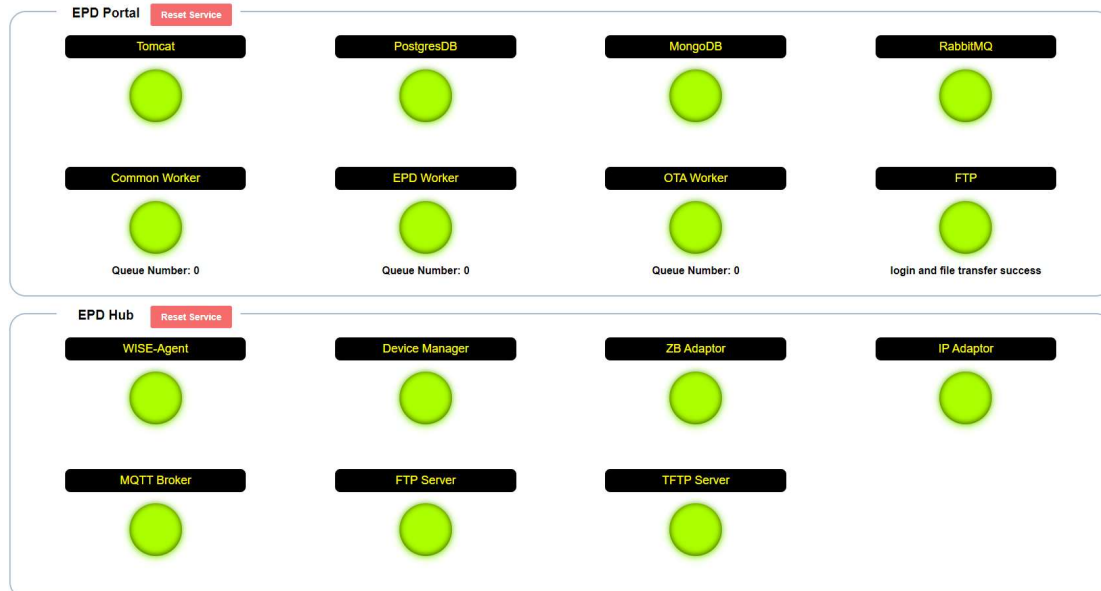 EPD Portal Reset Service
Tomcat PostgresDB MongoDB RabbitMQ
Common Worker EPD Worker OTA Worker FTP
Queue Number: 0 Queue Number: 0 Queue Number: 0 login and file transfer success
EPD Hub Reset Service
WISE-Agent Device Manager ZB Adaptor IP Adaptor
MQTT Broker FTP Server TFTP Server